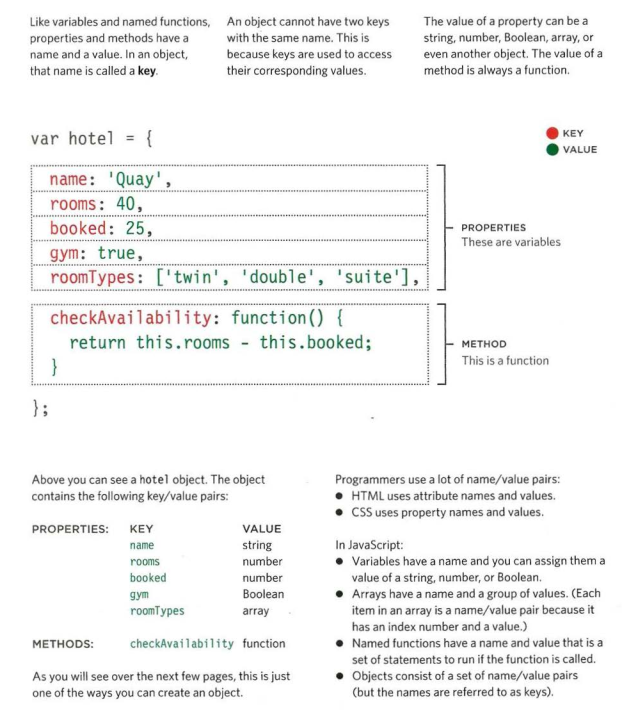 Like variables and named functions,
properties and methods have a
name and a value. In an object,
that name is called a key.
An object cannot have two keys
with the same name. This is
because keys are used to access
their corresponding values.
The value of a property can be a
string, number, Boolean, array, or
even another object. The value of a
method is always a function.
var hotel = {
KEY
VALUE
name: 'Quay',
rooms: 40,
booked: 25,
gym: true,
roomTypes: ['twin', 'double', 'suite'],
PROPERTIES
These are variables
checkAvailability: function() {
return this.rooms - this.booked;
}
METHOD
This is a function
};
Above you can see a hotel object. The object
contains the following key/value pairs:
PROPERTIES: KEY VALUE
name string
rooms number
booked number
gym Boolean
roomTypes array
METHODS: checkAvailability function
As you will see over the next few pages, this is just
one of the ways you can create an object.
Programmers use a lot of name/value pairs:
● HTML uses attribute names and values.
● CSS uses property names and values.
In JavaScript:
● Variables have a name and you can assign them a
value of a string, number, or Boolean.
● Arrays have a name and a group of values. (Each
item in an array is a name/value pair because it
has an index number and a value.)
● Named functions have a name and value that is a
set of statements to run if the function is called.
● Objects consist of a set of name/value pairs
(but the names are referred to as keys).